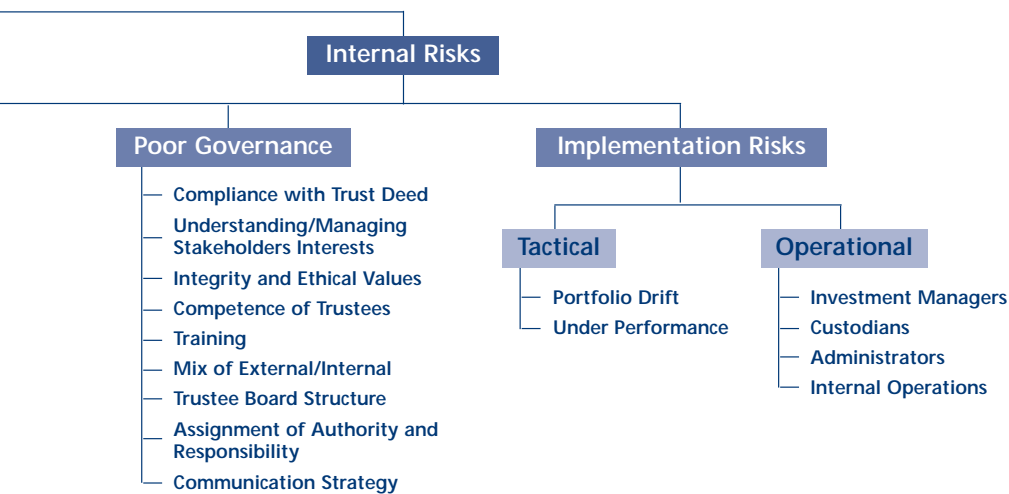 Internal Risks
Poor Governance
Compliance with Trust Deed
Understanding/Managing
Stakeholders Interests
Integrity and Ethical Values
Competence of Trustees
Training
Mix of External/Internal
Trustee Board Structure
Assignment of Authority and
Responsibility
Communication Strategy
Implementation Risks
Tactical
Portfolio Drift
Under Performance
Operational
Investment Managers
Custodians
Administrators
Internal Operations